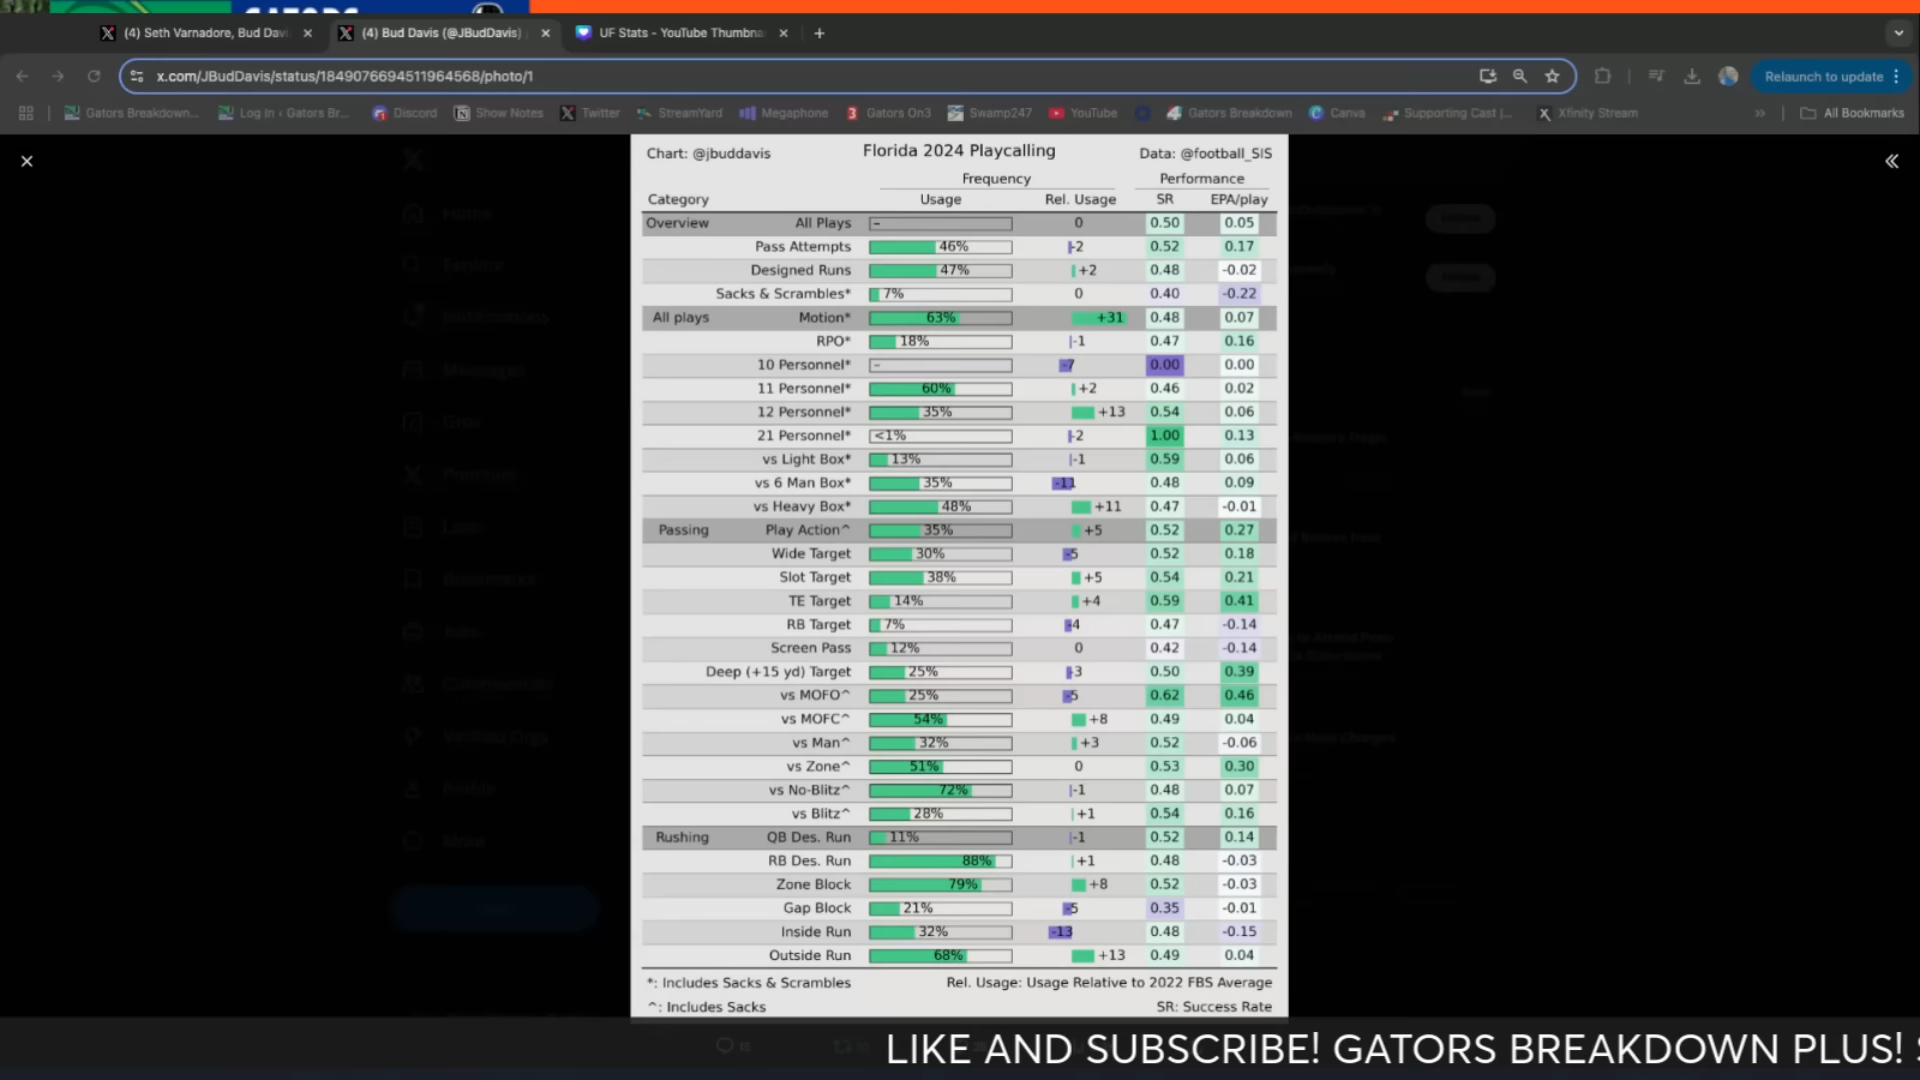 GATORS
(4) Seth Varnadore, Bud Davi
(4) Bud Davis (@JBudDavis)
UF Stats - YouTube Thumbna
x.com/JBudDavis/status/1849076694511964568/photo/1
Relaunch to update
Gators Breakdown...
Log In ‹ Gators Br...
Discord
Show Notes
Twitter
StreamYard
Megaphone
Gators On3
Swamp247
YouTube
Gators Breakdown
Canva
Supporting Cast |...
Xfinity Stream
All Bookmarks
Chart: @jbuddavis Florida 2024 Playcalling Data: @football_SIS
Frequency Performance
Category Usage Rel. Usage SR EPA/play
Overview All Plays – 0 0.50 0.05
Pass Attempts 46% -2 0.52 0.17
Designed Runs 47% +2 0.48 -0.02
Sacks & Scrambles* 7% 0 0.40 -0.22
All plays Motion* 63% +31 0.48 0.07
RPO* 18% -1 0.47 0.16
10 Personnel* – -7 0.00 0.00
11 Personnel* 60% +2 0.46 0.02
12 Personnel* 35% +13 0.54 0.06
21 Personnel* <1% -2 1.00 0.13
vs Light Box* 13% -1 0.59 0.06
vs 6 Man Box* 35% -11 0.48 0.09
vs Heavy Box* 48% +11 0.47 -0.01
Passing Play Action^ 35% +5 0.52 0.27
Wide Target 30% -5 0.52 0.18
Slot Target 38% +5 0.54 0.21
TE Target 14% +4 0.59 0.41
RB Target 7% -4 0.47 -0.14
Screen Pass 12% 0 0.42 -0.14
Deep (+15 yd) Target 25% -3 0.50 0.39
vs MOFO^ 25% -5 0.62 0.46
vs MOFC^ 54% +8 0.49 0.04
vs Man^ 32% +3 0.52 -0.06
vs Zone^ 51% 0 0.53 0.30
vs No-Blitz^ 72% -1 0.48 0.07
vs Blitz^ 28% +1 0.54 0.16
Rushing QB Des. Run 11% -1 0.52 0.14
RB Des. Run 88% +1 0.48 -0.03
Zone Block 79% +8 0.52 -0.03
Gap Block 21% -5 0.35 -0.01
Inside Run 32% -13 0.48 -0.15
Outside Run 68% +13 0.49 0.04
*: Includes Sacks & Scrambles Rel. Usage: Usage Relative to 2022 FBS Average
^: Includes Sacks SR: Success Rate
LIKE AND SUBSCRIBE! GATORS BREAKDOWN PLUS!